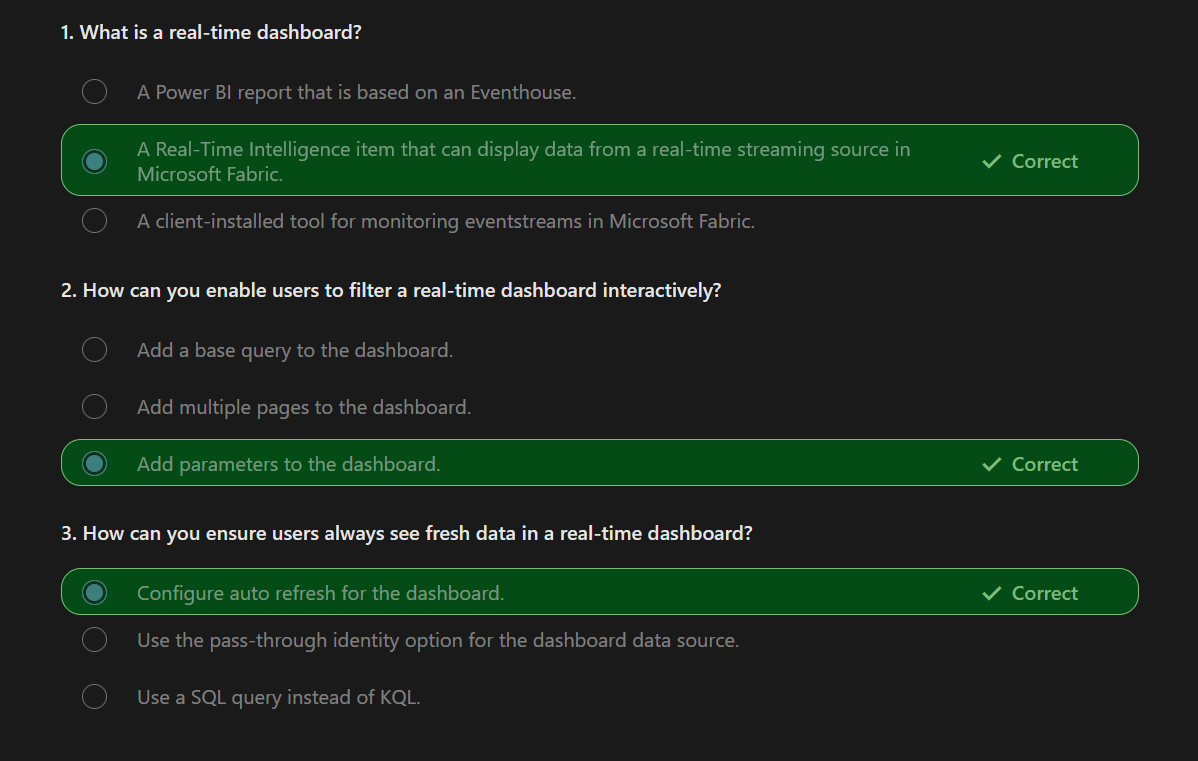 1. What is a real-time dashboard?
A Power BI report that is based on an Eventhouse.
A Real-Time Intelligence item that can display data from a real-time streaming source in
Microsoft Fabric.
Correct
A client-installed tool for monitoring eventstreams in Microsoft Fabric.
2. How can you enable users to filter a real-time dashboard interactively?
Add a base query to the dashboard.
Add multiple pages to the dashboard.
Add parameters to the dashboard.
Correct
3. How can you ensure users always see fresh data in a real-time dashboard?
Configure auto refresh for the dashboard.
Correct
Use the pass-through identity option for the dashboard data source.
Use a SQL query instead of KQL.